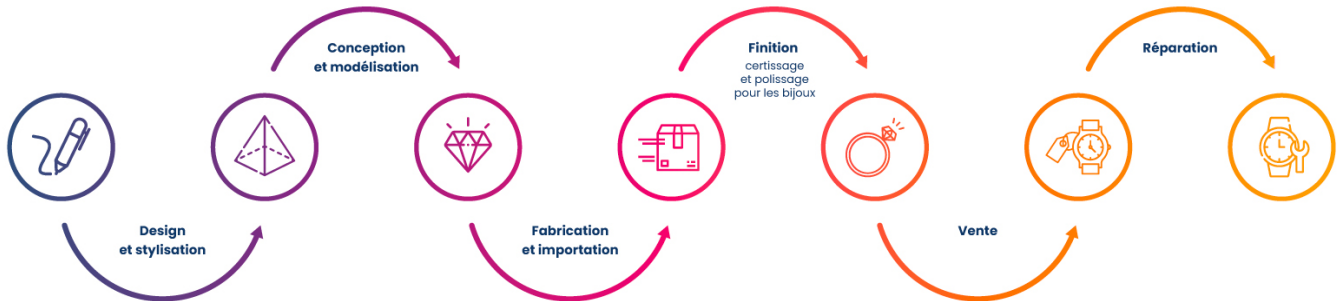 Design
et stylisation
Conception
et modélisation
Fabrication
et importation
Finition
certissage
et polissage
pour les bijoux
Vente
Réparation